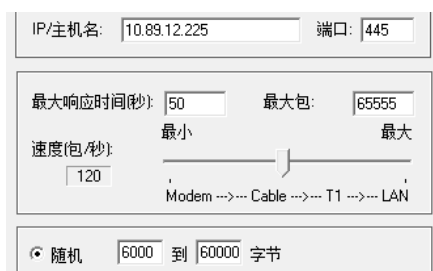 IP/主机名: 10.89.12.225 端口: 445
最大响应时间(秒): 50 最大包: 65555
最小 最大
速度(包/秒):
120
Modem --->--- Cable --->--- T1 --->--- LAN
随机 6000 到 60000 字节